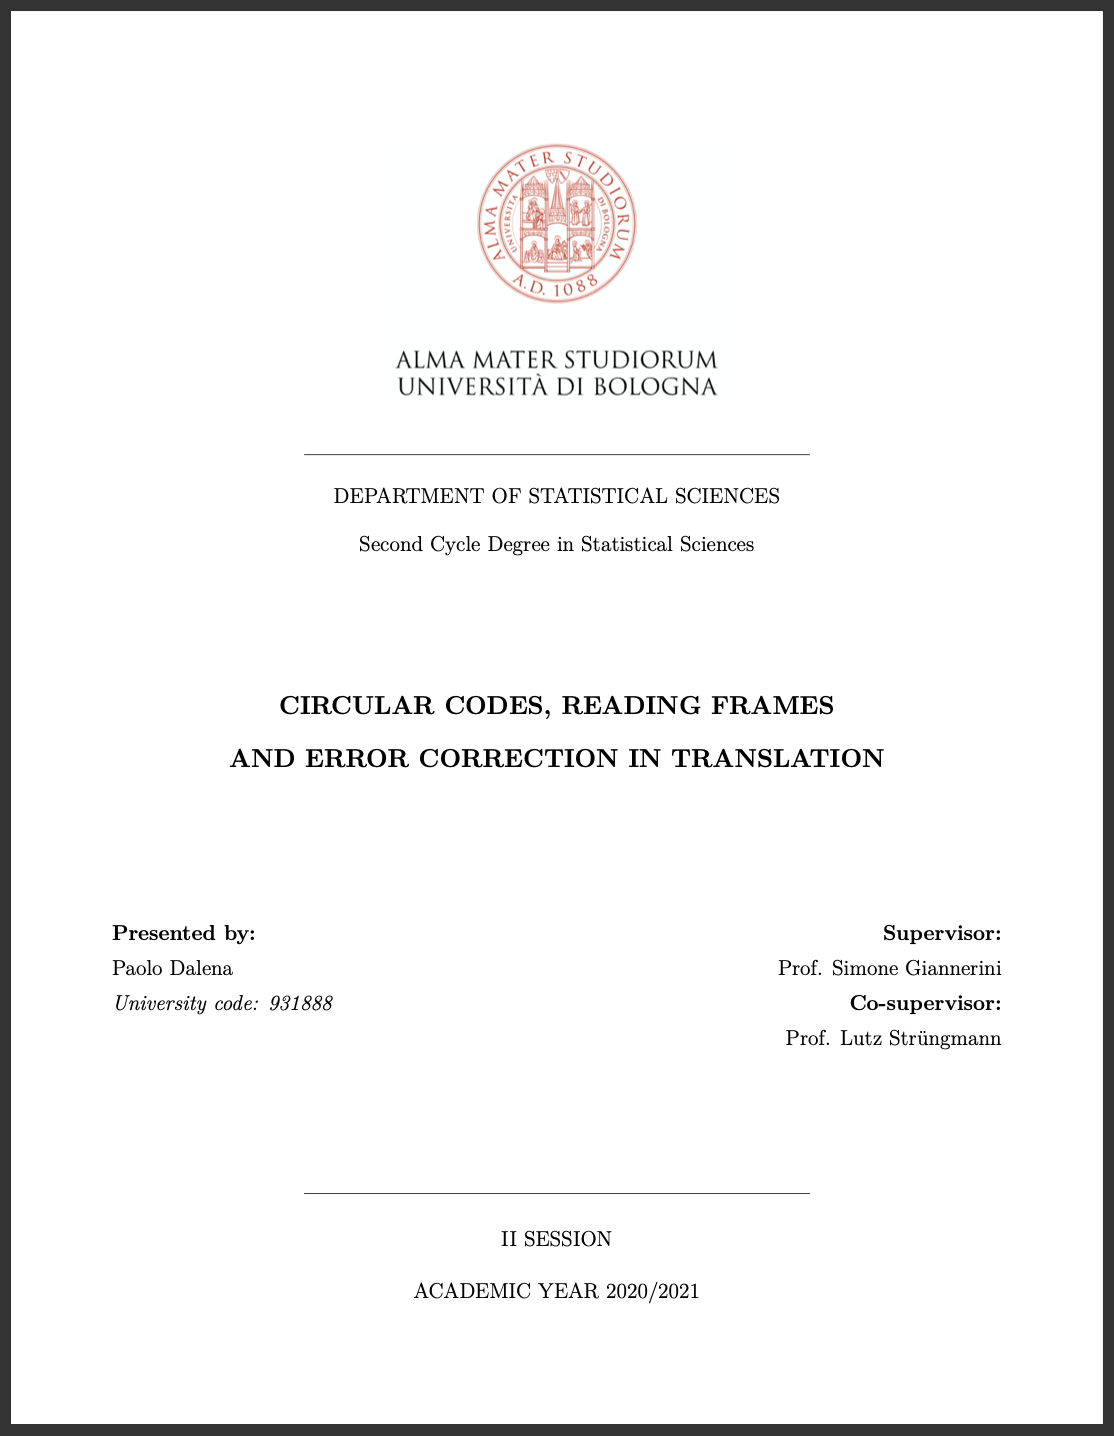 ALMA MATER STUDIORUM
UNIVERSITA DI BOLOGNA
A.D. 1088
ALMA MATER STUDIORUM
UNIVERSITÀ DI BOLOGNA
DEPARTMENT OF STATISTICAL SCIENCES
Second Cycle Degree in Statistical Sciences
CIRCULAR CODES, READING FRAMES
AND ERROR CORRECTION IN TRANSLATION
Presented by:
Paolo Dalena
University code: 931888
Supervisor:
Prof. Simone Giannerini
Co-supervisor:
Prof. Lutz Strüngmann
II SESSION
ACADEMIC YEAR 2020/2021